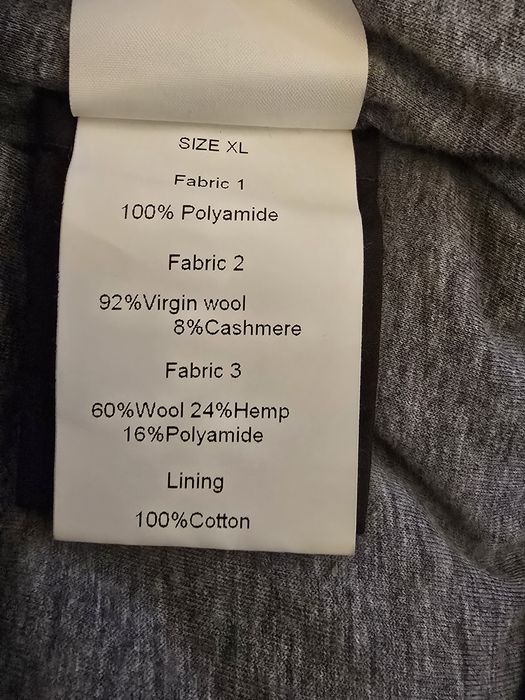 SIZE XL
Fabric 1
100% Polyamide
Fabric 2
92%Virgin wool
8%Cashmere
Fabric 3
60%Wool 24%Hemp
16%Polyamide
Lining
100%Cotton